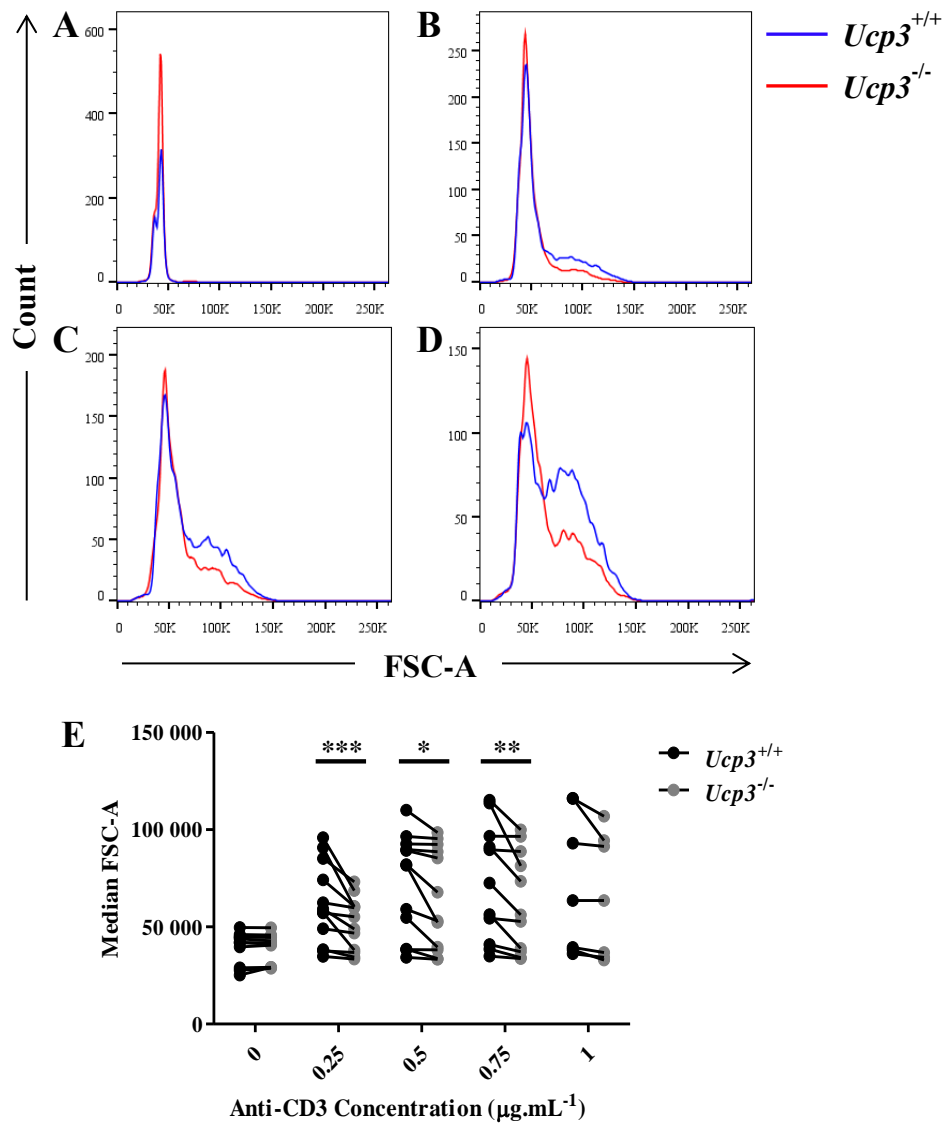 A
600
400
200
0
0 50K 100K 150K 200K 250K
B
250
200
150
100
50
0
0 50K 100K 150K 200K 250K
Ucp3+/+
Ucp3-/-
Count
C
200
150
100
50
0
0 50K 100K 150K 200K 250K
D
150
100
50
0
0 50K 100K 150K 200K 250K
FSC-A
E
150 000
100 000
50 000
0
Median FSC-A
*** * **
Ucp3+/+
Ucp3-/-
0 0.25 0.5 0.75 1
Anti-CD3 Concentration (μg.mL-1)